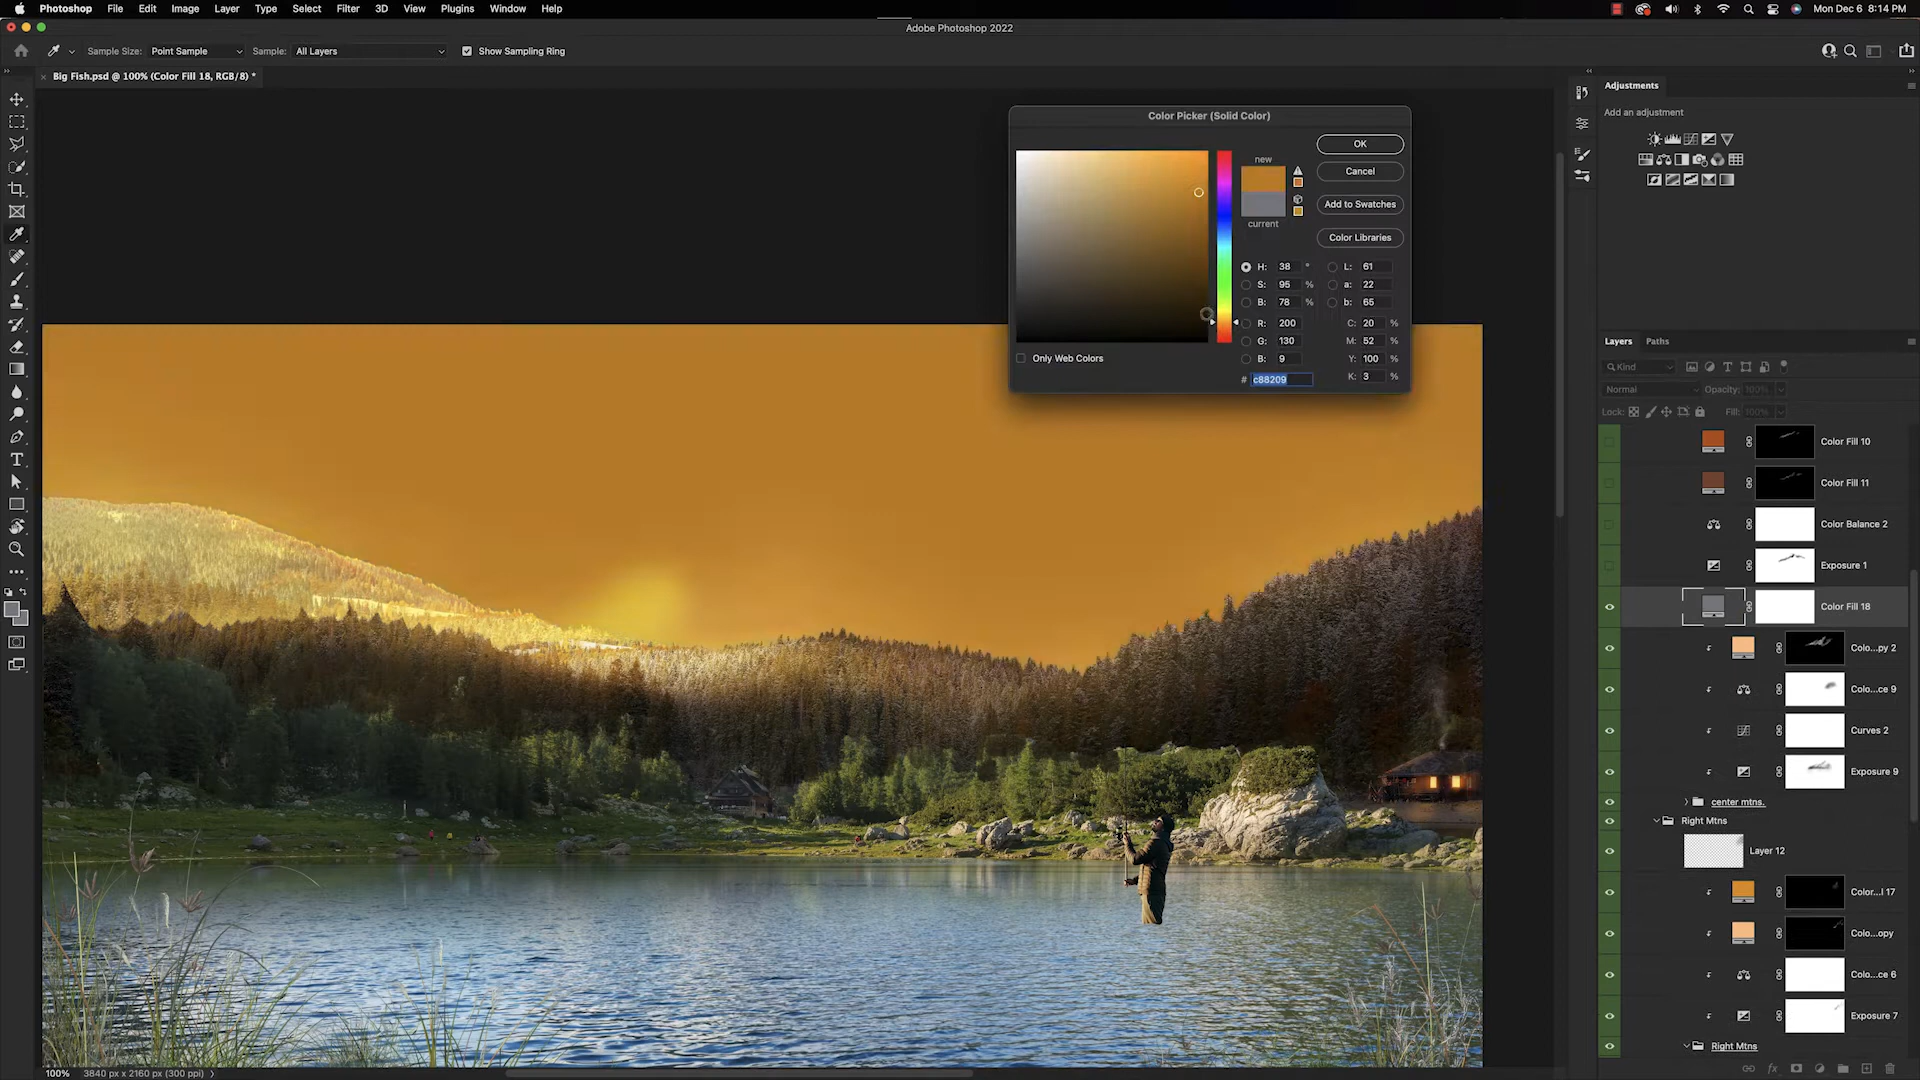 Photoshop File Edit Image Layer Type Select Filter 3D View Plugins Window Help Mon Dec 6 8:14 PM
Adobe Photoshop 2022
Sample Size: Point Sample Sample: All Layers Show Sampling Ring
Big Fish.psd @ 100% (Color Fill 18, RGB/8) *
Color Picker (Solid Color)
new
current
OK
Cancel
Add to Swatches
Color Libraries
H: 38 °
S: 95 %
B: 78 %
R: 200
G: 130
B: 9
# c88209
L: 61
a: 22
b: 65
C: 20 %
M: 52 %
Y: 100 %
K: 3 %
Only Web Colors
Adjustments
Add an adjustment
Layers Paths
Kind
Normal Opacity: 100%
Lock: Fill: 100%
Color Fill 10
Color Fill 11
Color Balance 2
Exposure 1
Color Fill 18
Colo...py 2
Colo...ce 9
Curves 2
Exposure 9
center mtns.
Right Mtns
Layer 12
Color...l 17
Colo...opy
Colo...ce 6
Exposure 7
Right Mtns
100% 3840 px x 2160 px (300 ppi)